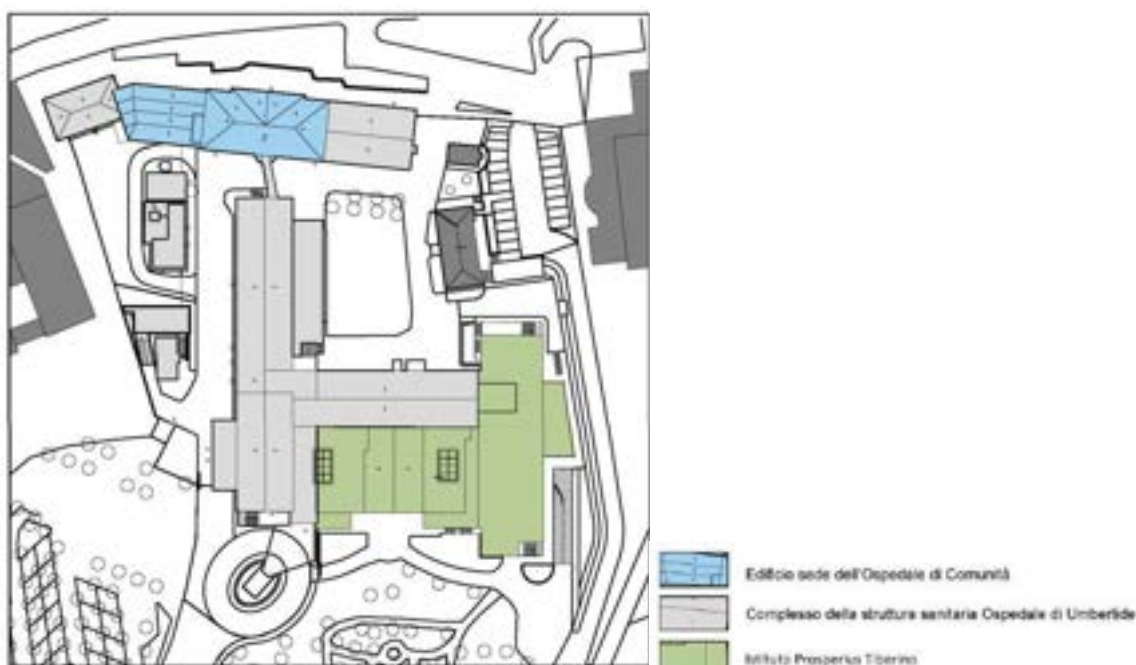 Edificio sede dell'Ospedale di Comunità
Complesso della struttura sanitaria Ospedale di Umbertide
Istituto Prosperius Tiberino